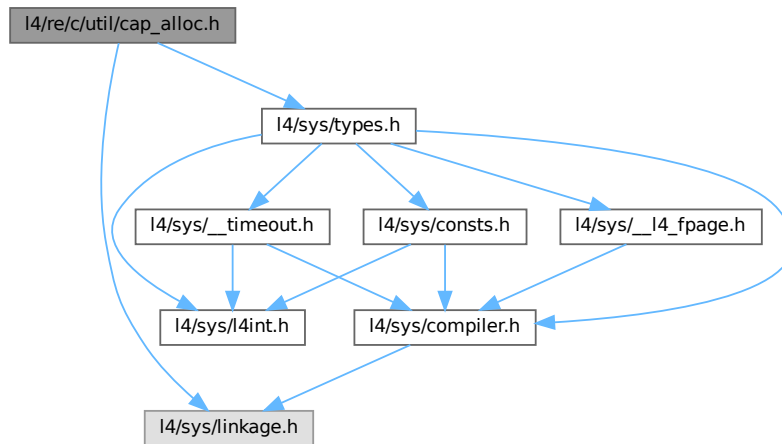 l4/re/c/util/cap_alloc.h
l4/sys/types.h
l4/sys/__timeout.h
l4/sys/consts.h
l4/sys/__l4_fpage.h
l4/sys/l4int.h
l4/sys/compiler.h
l4/sys/linkage.h